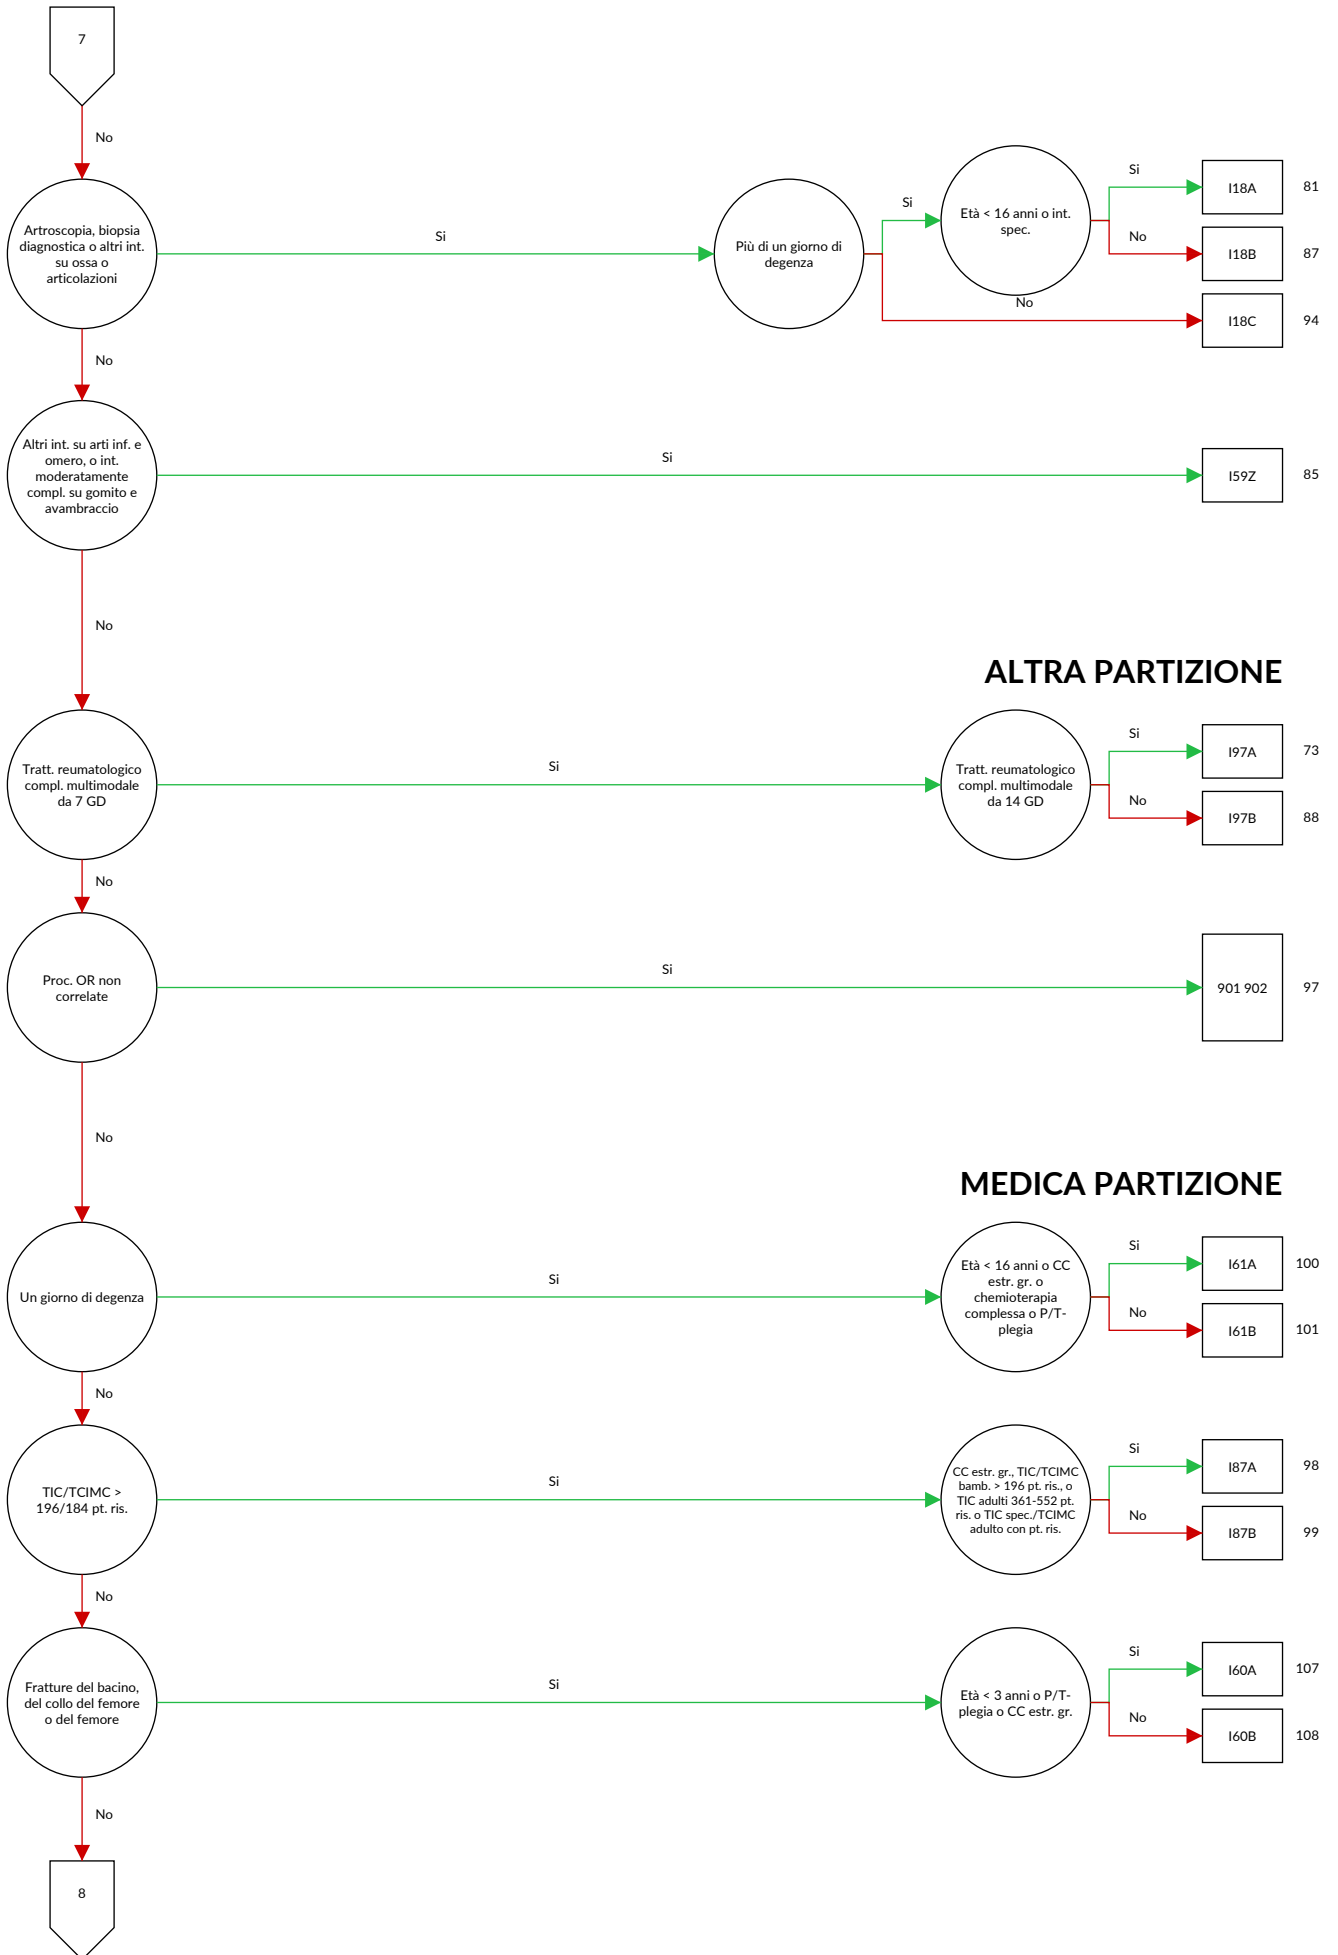 7
No
Artroscopia, biopsia
diagnostica o altri int.
su ossa o
articolazioni
Si
Più di un giorno di
degenza
Si
Età < 16 anni o int.
spec.
Si
I18A
81
No
I18B
87
No
I18C
94
No
Altri int. su arti inf. e
omero, o int.
moderatamente
compl. su gomito e
avambraccio
Si
I59Z
85
No
ALTRA PARTIZIONE
Tratt. reumatologico
compl. multimodale
da 7 GD
Si
Tratt. reumatologico
compl. multimodale
da 14 GD
Si
I97A
73
No
I97B
88
No
Proc. OR non
correlate
Si
901 902
97
No
MEDICA PARTIZIONE
Un giorno di degenza
Si
Età < 16 anni o CC
estr. gr. o
chemioterapia
complessa o P/T-
plegia
Si
I61A
100
No
I61B
101
No
TIC/TCIMC >
196/184 pt. ris.
Si
CC estr. gr., TIC/TCIMC
bamb. > 196 pt. ris., o
TIC adulti 361-552 pt.
ris. o TIC spec./TCIMC
adulto con pt. ris.
Si
I87A
98
No
I87B
99
No
Fratture del bacino,
del collo del femore
o del femore
Si
Età < 3 anni o P/T-
plegia o CC estr. gr.
Si
I60A
107
No
I60B
108
No
8